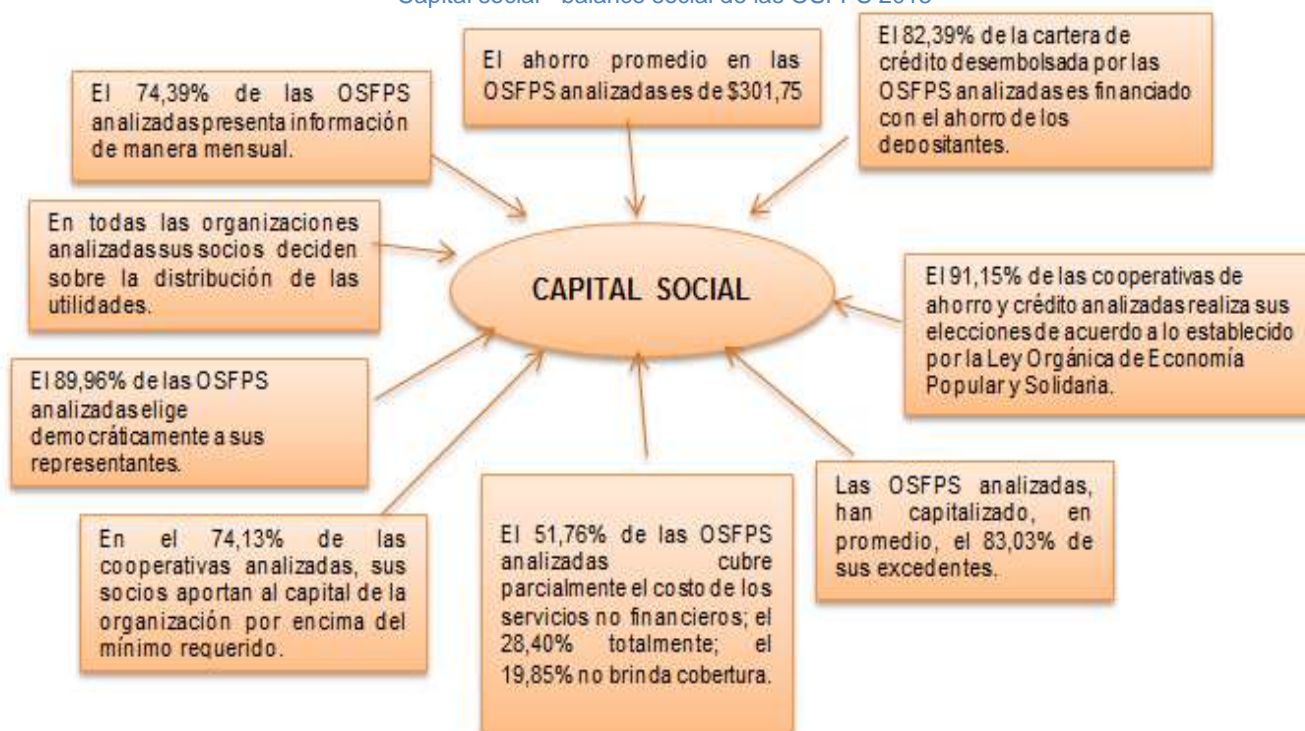 Capital social - balance social de las OSFPS 2013
El ahorro promedio en las
OSFPS analizadas es de $301,75
El 82,39% de la cartera de
crédito desembolsada por las
OSFPS analizadas es financiado
con el ahorro de los
depositantes.
El 74,39% de las OSFPS
analizadas presenta información
de manera mensual.
En todas las organizaciones
analizadas sus socios deciden
sobre la distribución de las
utilidades.
CAPITAL SOCIAL
El 91,15% de las cooperativas de
ahorro y crédito analizadas realiza sus
elecciones de acuerdo a lo establecido
por la Ley Orgánica de Economía
Popular y Solidaria.
El 89,96% de las OSFPS
analizadas elige
democráticamente a sus
representantes.
En el 74,13% de las
cooperativas analizadas, sus
socios aportan al capital de la
organización por encima del
mínimo requerido.
El 51,76% de las OSFPS
analizadas cubre
parcialmente el costo de los
servicios no financieros; el
28,40% totalmente; el
19,85% no brinda cobertura.
Las OSFPS analizadas,
han capitalizado, en
promedio, el 83,03% de
sus excedentes.